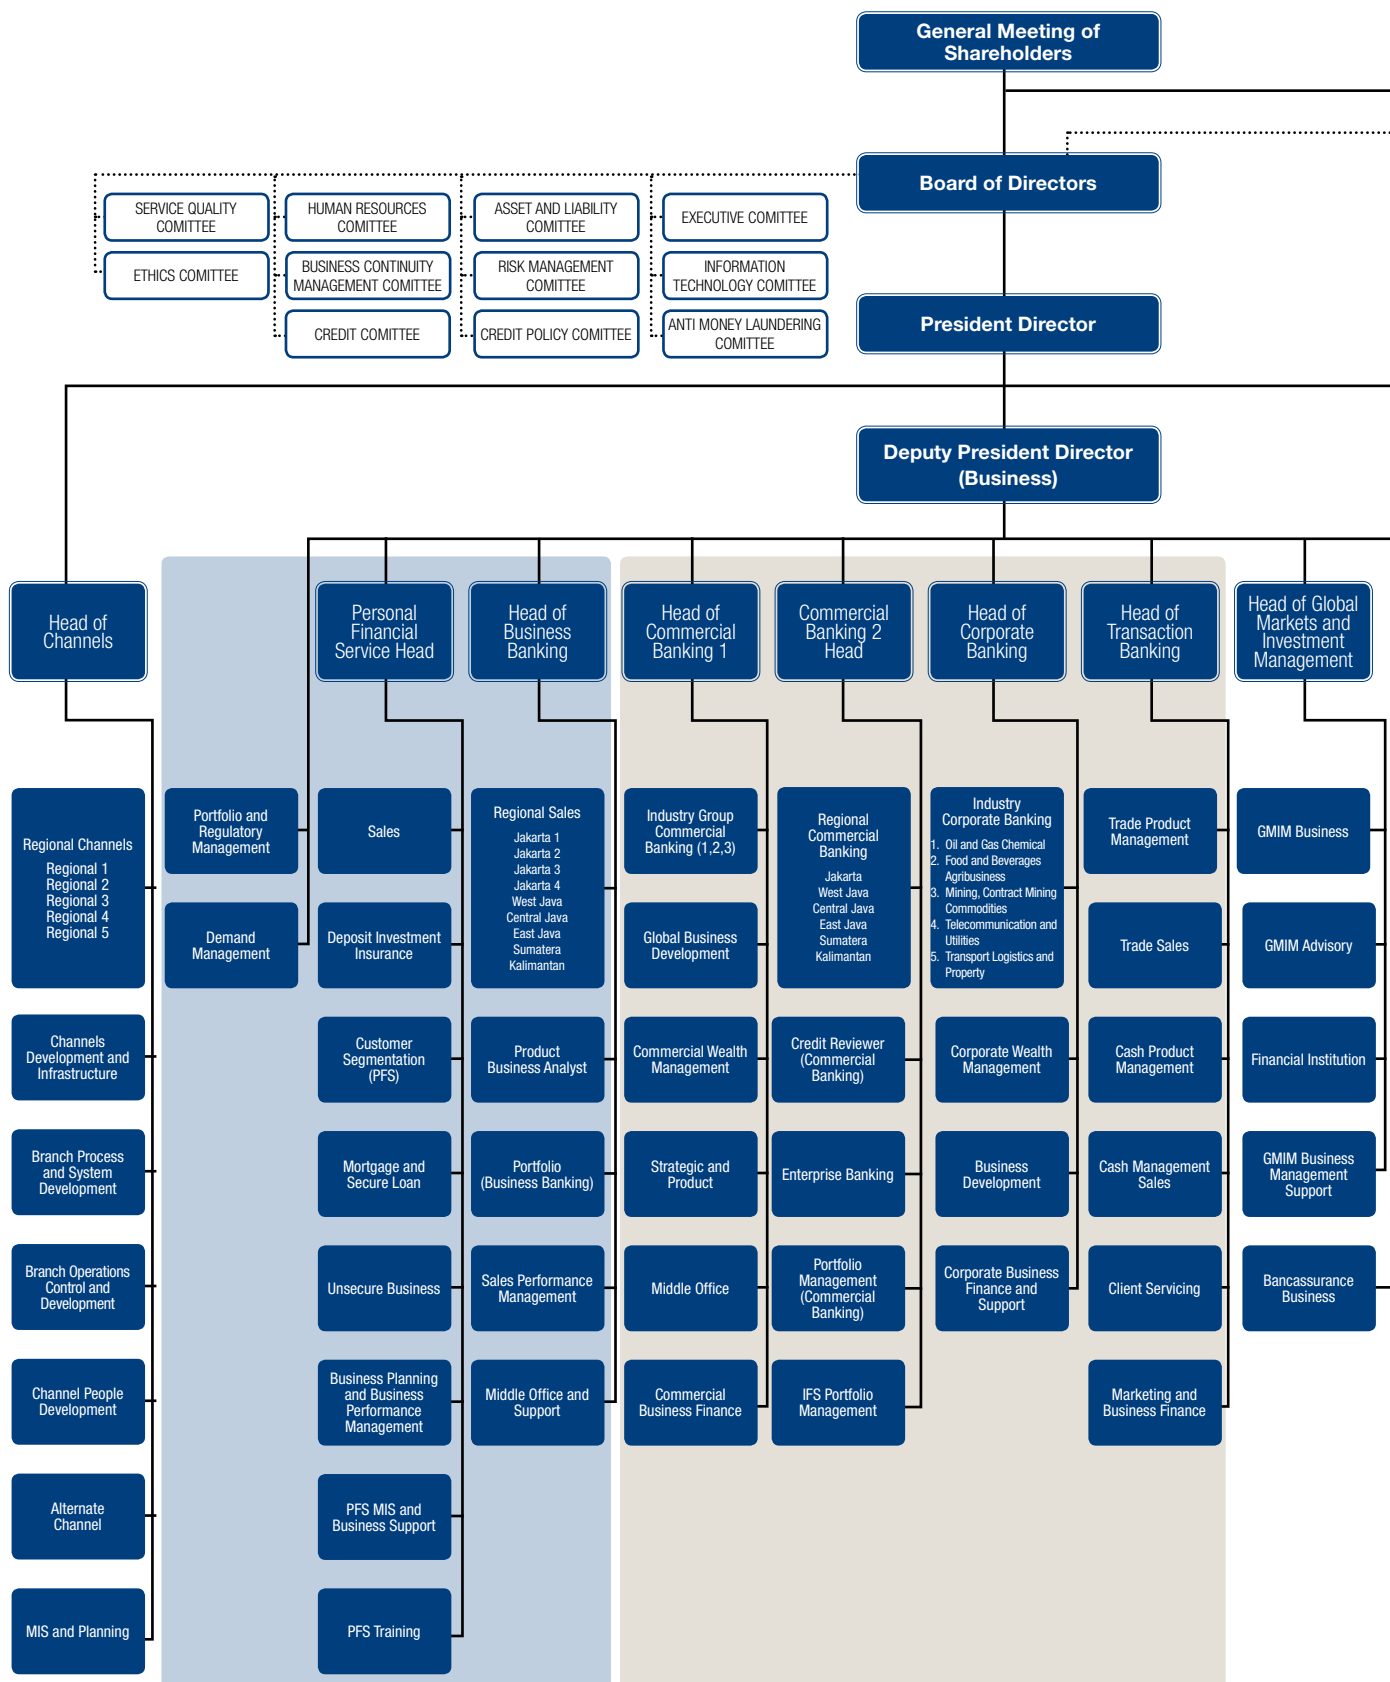 General Meeting of
Shareholders
Board of Directors
SERVICE QUALITY
COMITTEE
HUMAN RESOURCES
COMITTEE
ASSET AND LIABILITY
COMITTEE
EXECUTIVE COMITTEE
ETHICS COMITTEE
BUSINESS CONTINUITY
MANAGEMENT COMITTEE
RISK MANAGEMENT
COMITTEE
INFORMATION
TECHNOLOGY COMITTEE
CREDIT COMITTEE
CREDIT POLICY COMITTEE
ANTI MONEY LAUNDERING
COMITTEE
President Director
Deputy President Director
(Business)
Head of
Channels
Personal
Financial
Service Head
Head of
Business
Banking
Head of
Commercial
Banking 1
Commercial
Banking 2
Head
Head of
Corporate
Banking
Head of
Transaction
Banking
Head of Global
Markets and
Investment
Management
Regional Channels
Regional 1
Regional 2
Regional 3
Regional 4
Regional 5
Channels
Development and
Infrastructure
Branch Process
and System
Development
Branch Operations
Control and
Development
Channel People
Development
Alternate
Channel
MIS and Planning
Portfolio and
Regulatory
Management
Demand
Management
Sales
Deposit Investment
Insurance
Customer
Segmentation
(PFS)
Mortgage and
Secure Loan
Unsecure Business
Business Planning
and Business
Performance
Management
PFS MIS and
Business Support
PFS Training
Regional Sales
Jakarta 1
Jakarta 2
Jakarta 3
Jakarta 4
West Java
Central Java
East Java
Sumatera
Kalimantan
Product
Business Analyst
Portfolio
(Business Banking)
Sales Performance
Management
Middle Office and
Support
Industry Group
Commercial
Banking (1,2,3)
Global Business
Development
Commercial Wealth
Management
Strategic and
Product
Middle Office
Commercial
Business Finance
Regional
Commercial
Banking
Jakarta
West Java
Central Java
East Java
Sumatera
Kalimantan
Credit Reviewer
(Commercial
Banking)
Enterprise Banking
Portfolio
Management
(Commercial
Banking)
IFS Portfolio
Management
Industry
Corporate Banking
1. Oil and Gas Chemical
2. Food and Beverages
Agribusiness
3. Mining, Contract Mining
Commodities
4. Telecommunication and
Utilities
5. Transport Logistics and
Property
Corporate Wealth
Management
Business
Development
Corporate Business
Finance and
Support
Trade Product
Management
Trade Sales
Cash Product
Management
Cash Management
Sales
Client Servicing
Marketing and
Business Finance
GMIM Business
GMIM Advisory
Financial Institution
GMIM Business
Management
Support
Bancassurance
Business